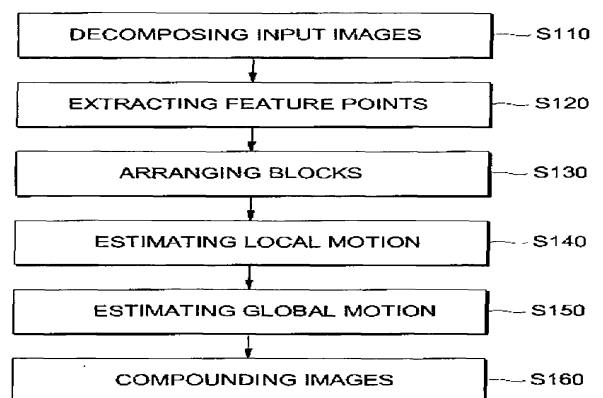 DECOMPOSING INPUT IMAGES S110
EXTRACTING FEATURE POINTS S120
ARRANGING BLOCKS S130
ESTIMATING LOCAL MOTION S140
ESTIMATING GLOBAL MOTION S150
COMPOUNDING IMAGES S160